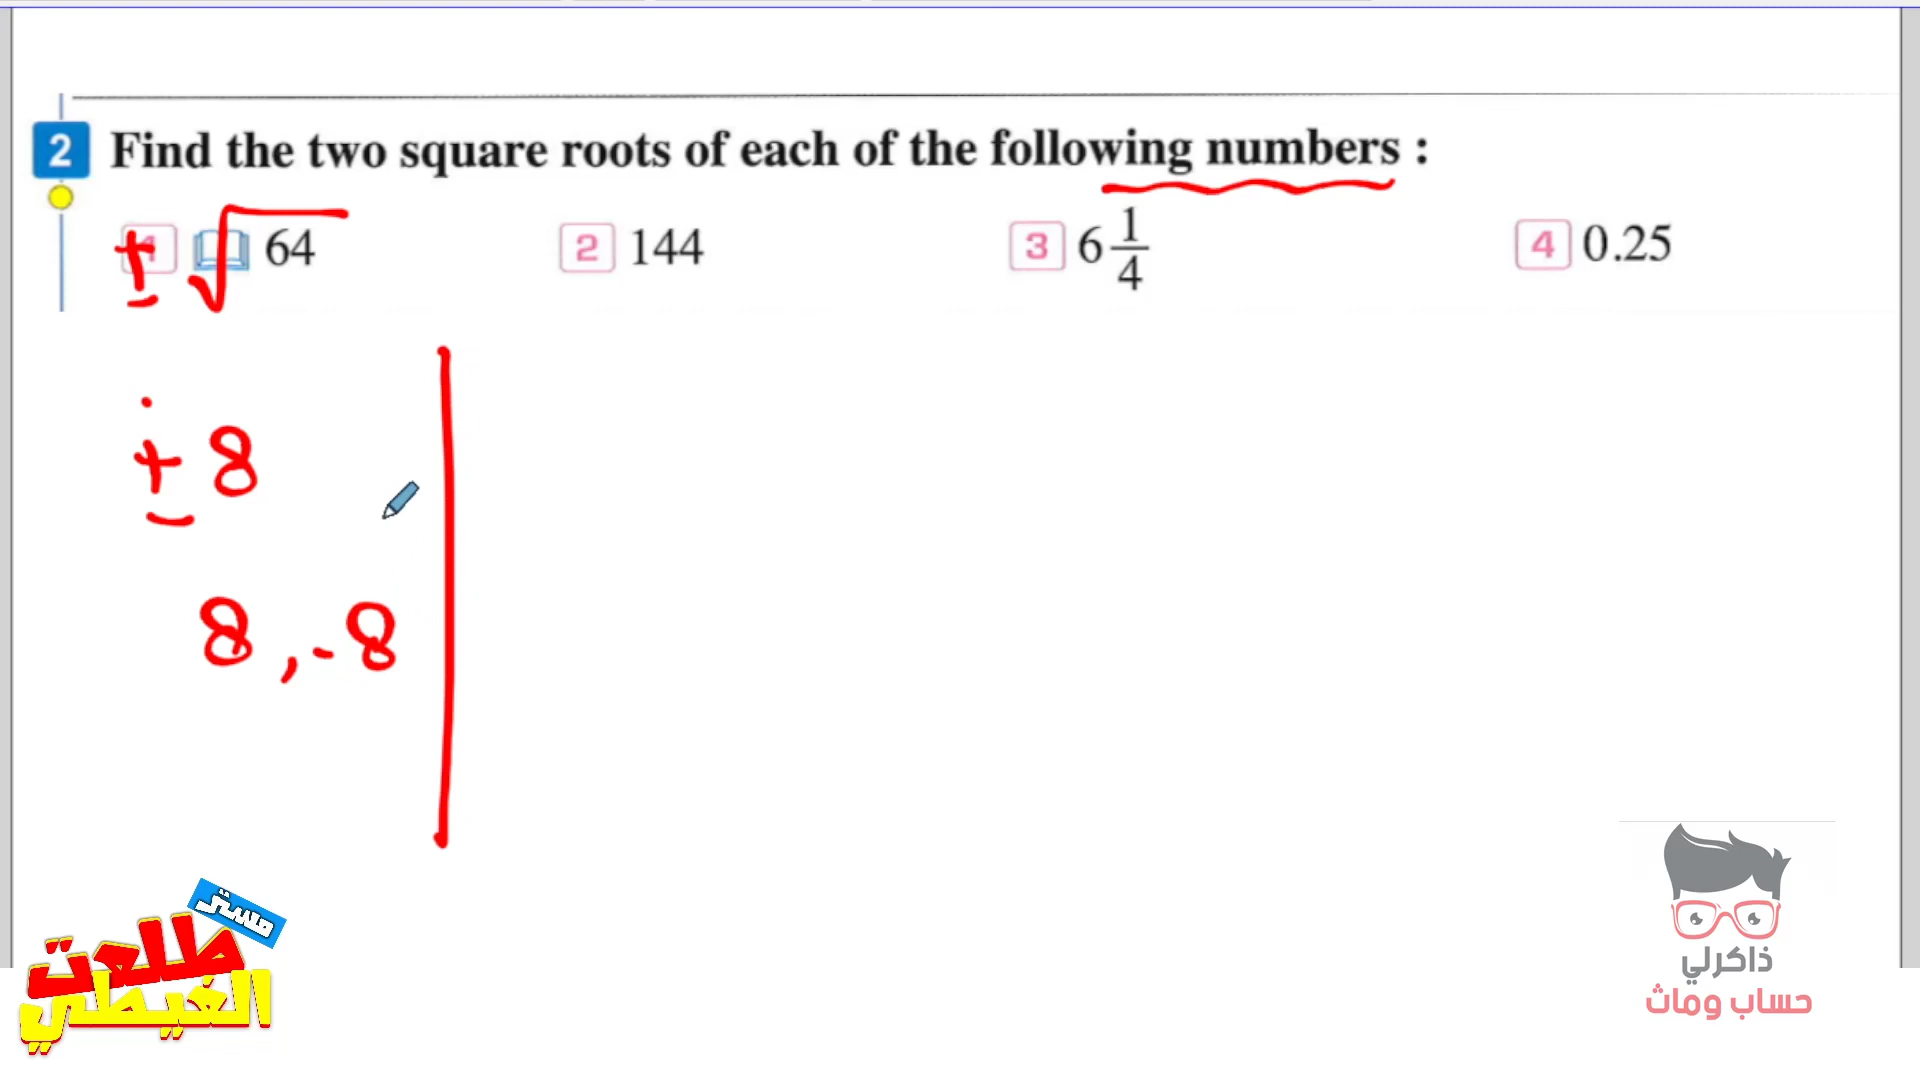 2 Find the two square roots of each of the following numbers :
± √ 64 2 144 3 6 1/4 4 0.25
± 8
8 , -8
مستر
طلعت
الغيطي
ذاكرلي
حساب وماث